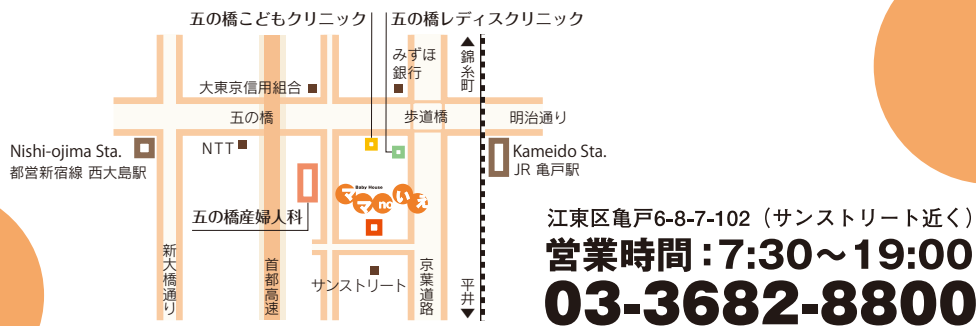 五の橋こどもクリニック
五の橋レディスクリニック
みずほ
銀行
▲錦糸町
大東京信用組合
五の橋
歩道橋
明治通り
NTT
Nishi-ojima Sta.
都営新宿線 西大島駅
Kameido Sta.
JR 亀戸駅
Baby House
ママnoいえ
五の橋産婦人科
新大橋通り
首都高速
サンストリート
京葉道路
平井▼
江東区亀戸6-8-7-102（サンストリート近く）
営業時間：7:30～19:00
03-3682-8800